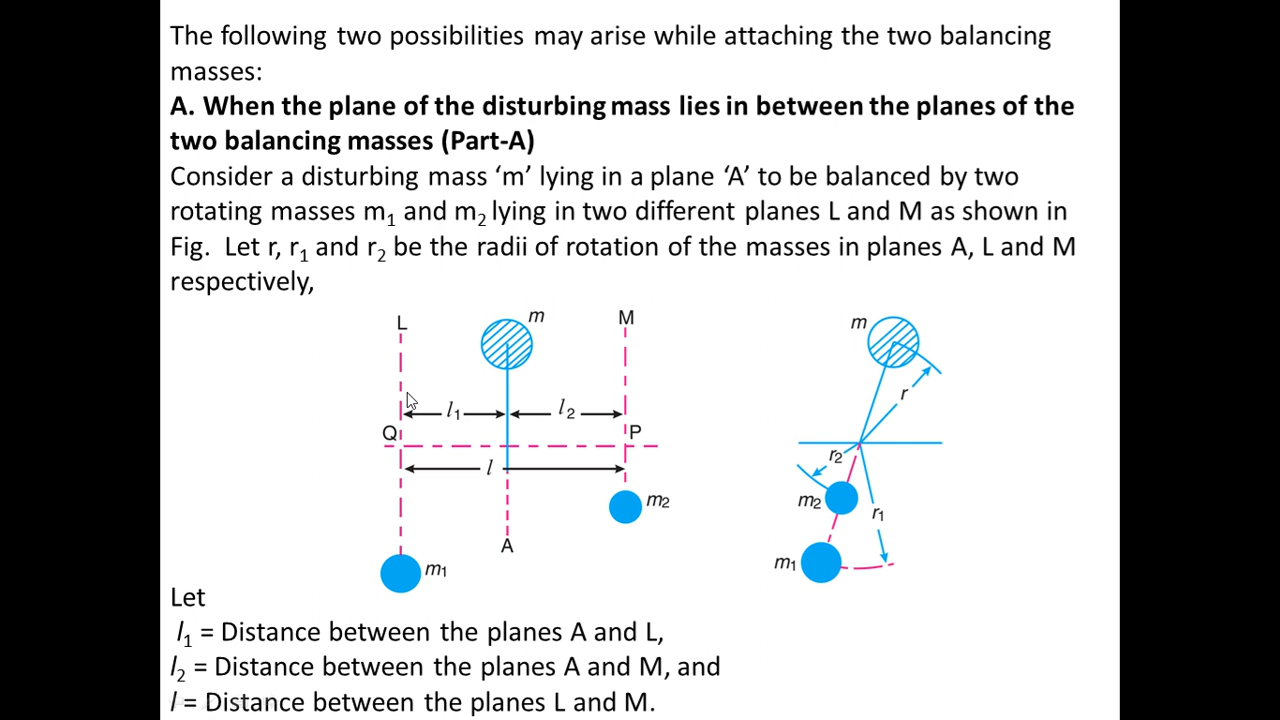 The following two possibilities may arise while attaching the two balancing
masses:
A. When the plane of the disturbing mass lies in between the planes of the
two balancing masses (Part-A)
Consider a disturbing mass ‘m’ lying in a plane ‘A’ to be balanced by two
rotating masses m₁ and m₂ lying in two different planes L and M as shown in
Fig. Let r, r₁ and r₂ be the radii of rotation of the masses in planes A, L and M
respectively,
L
m
M
m
l₁
l₂
r
Q
P
r₂
l
m₂
m₂
r₁
A
m₁
m₁
Let
l₁ = Distance between the planes A and L,
l₂ = Distance between the planes A and M, and
l = Distance between the planes L and M.